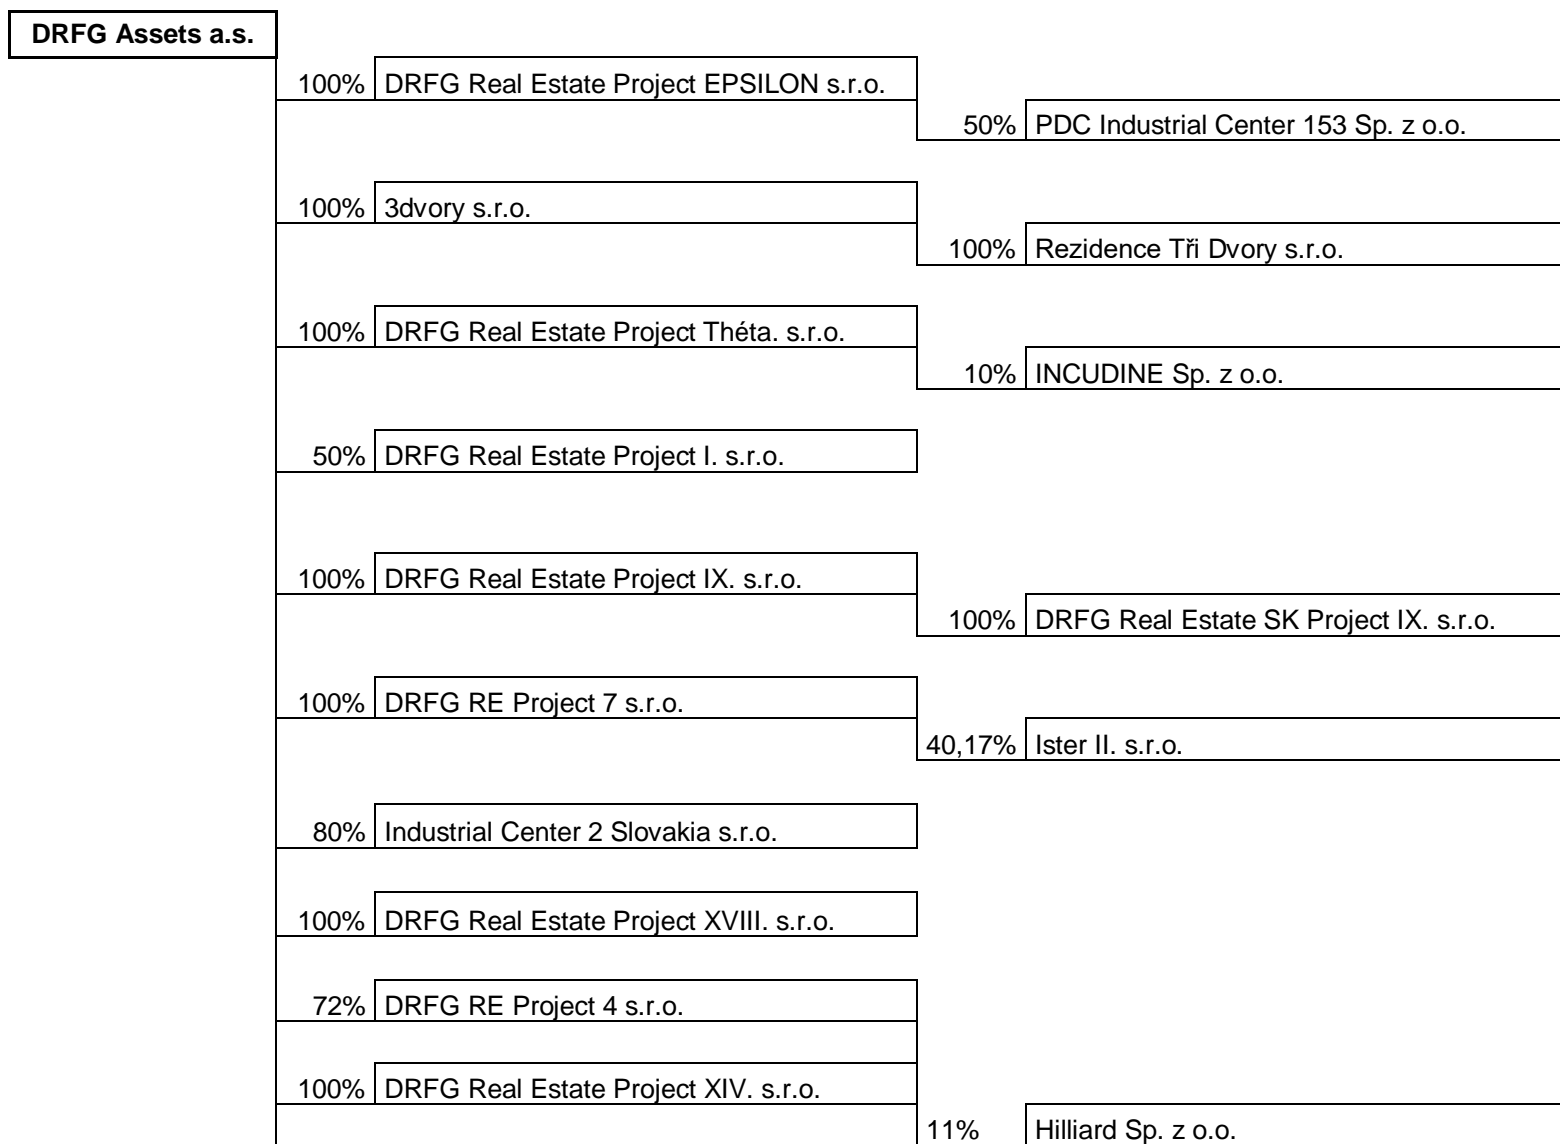 DRFG Assets a.s.
100% DRFG Real Estate Project EPSILON s.r.o.
50% PDC Industrial Center 153 Sp. z o.o.
100% 3dvory s.r.o.
100% Rezidence Tři Dvory s.r.o.
100% DRFG Real Estate Project Théta. s.r.o.
10% INCUDINE Sp. z o.o.
50% DRFG Real Estate Project I. s.r.o.
100% DRFG Real Estate Project IX. s.r.o.
100% DRFG Real Estate SK Project IX. s.r.o.
100% DRFG RE Project 7 s.r.o.
40,17% Ister II. s.r.o.
80% Industrial Center 2 Slovakia s.r.o.
100% DRFG Real Estate Project XVIII. s.r.o.
72% DRFG RE Project 4 s.r.o.
100% DRFG Real Estate Project XIV. s.r.o.
11% Hilliard Sp. z o.o.